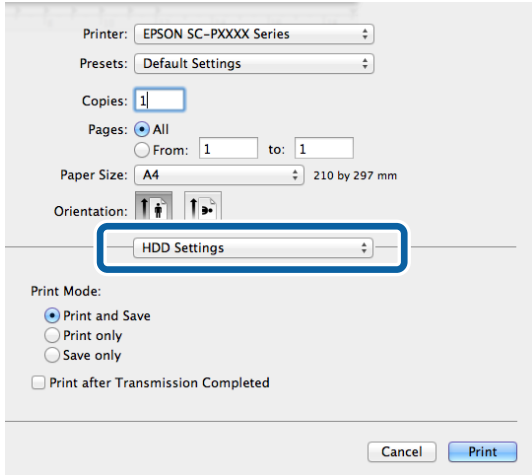 Printer: EPSON SC-PXXXX Series
Presets: Default Settings
Copies: 1
Pages: All
From: 1 to: 1
Paper Size: A4 210 by 297 mm
Orientation:
HDD Settings
Print Mode:
Print and Save
Print only
Save only
Print after Transmission Completed
Cancel Print